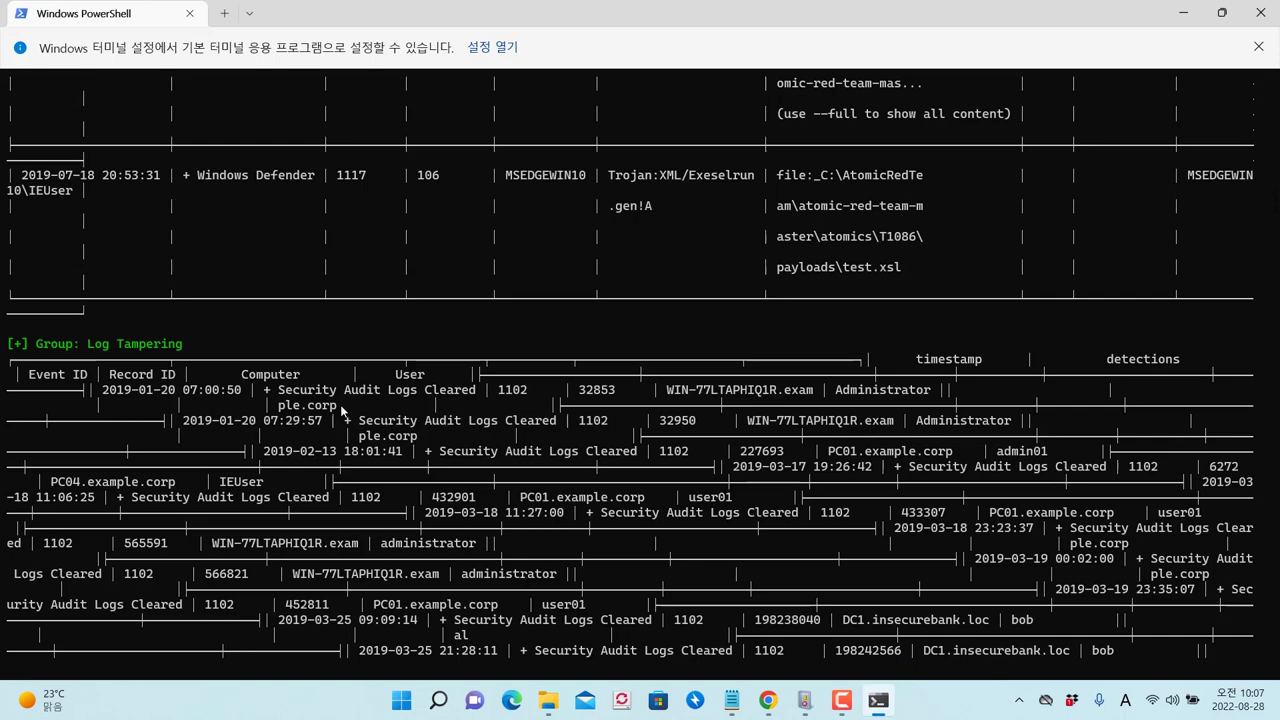 Windows PowerShell
Windows 터미널 설정에서 기본 터미널 응용 프로그램으로 설정할 수 있습니다. 설정 열기
omic-red-team-mas...
(use --full to show all content)
2019-07-18 20:53:31 | + Windows Defender | 1117 | 106 | MSEDGEWIN10 | Trojan:XML/Exeselrun | file:_C:\AtomicRedTe | | | MSEDGEWIN
10\IEUser |
.gen!A | am\atomic-red-team-m
aster\atomics\T1086\
payloads\test.xsl
[+] Group: Log Tampering
| timestamp | detections
| Event ID | Record ID | Computer | User |
| 2019-01-20 07:00:50 | + Security Audit Logs Cleared | 1102 | 32853 | WIN-77LTAPHIQ1R.exam | Administrator |
ple.corp
| 2019-01-20 07:29:57 | + Security Audit Logs Cleared | 1102 | 32950 | WIN-77LTAPHIQ1R.exam | Administrator |
ple.corp
| 2019-02-13 18:01:41 | + Security Audit Logs Cleared | 1102 | 227693 | PC01.example.corp | admin01 |
| 2019-03-17 19:26:42 | + Security Audit Logs Cleared | 1102 | 6272
| PC04.example.corp | IEUser | | 2019-03
-18 11:06:25 | + Security Audit Logs Cleared | 1102 | 432901 | PC01.example.corp | user01 |
| 2019-03-18 11:27:00 | + Security Audit Logs Cleared | 1102 | 433307 | PC01.example.corp | user01
| 2019-03-18 23:23:37 | + Security Audit Logs Clear
ed | 1102 | 565591 | WIN-77LTAPHIQ1R.exam | administrator || | | ple.corp |
| 2019-03-19 00:02:00 | + Security Audit
Logs Cleared | 1102 | 566821 | WIN-77LTAPHIQ1R.exam | administrator || | | ple.corp
| 2019-03-19 23:35:07 | + Sec
urity Audit Logs Cleared | 1102 | 452811 | PC01.example.corp | user01 |
| 2019-03-25 09:09:14 | + Security Audit Logs Cleared | 1102 | 198238040 | DC1.insecurebank.loc | bob ||
al
| 2019-03-25 21:28:11 | + Security Audit Logs Cleared | 1102 | 198242566 | DC1.insecurebank.loc | bob ||
23°C
맑음
A
오전 10:07
2022-08-28